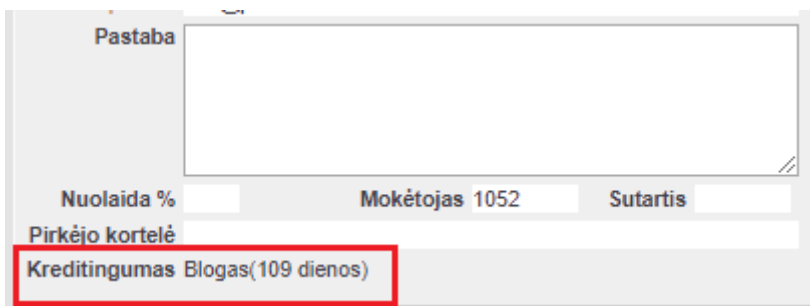 Pastaba
Nuolaida % Mokėtojas 1052 Sutartis
Pirkėjo kortelė
Kreditingumas Blogas(109 dienos)